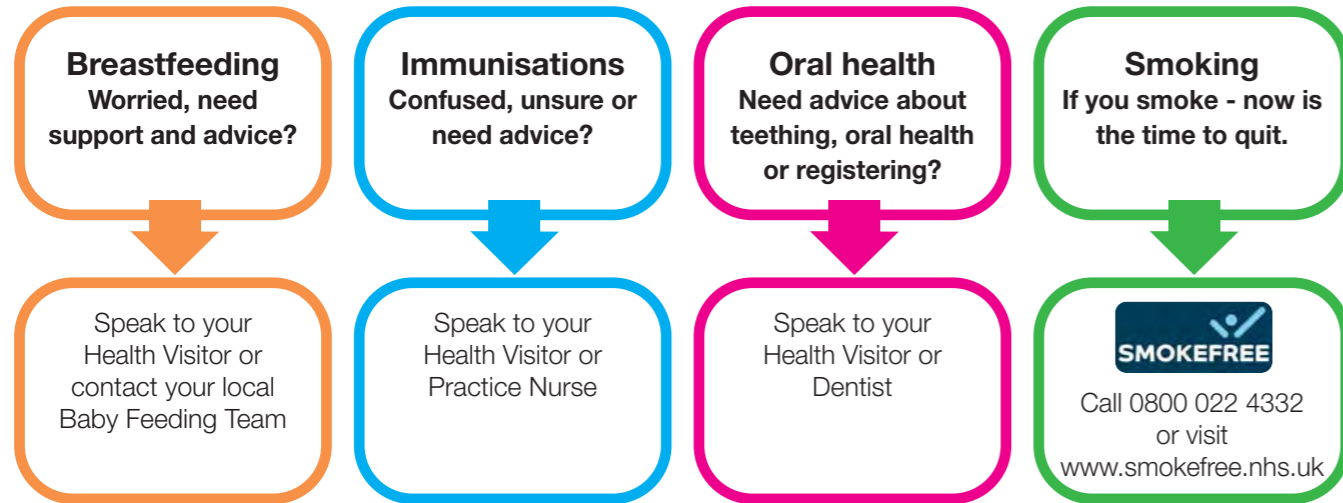 Breastfeeding
Worried, need
support and advice?
Speak to your
Health Visitor or
contact your local
Baby Feeding Team
Immunisations
Confused, unsure or
need advice?
Speak to your
Health Visitor or
Practice Nurse
Oral health
Need advice about
teething, oral health
or registering?
Speak to your
Health Visitor or
Dentist
Smoking
If you smoke - now is
the time to quit.
SMOKEFREE
Call 0800 022 4332
or visit
www.smokefree.nhs.uk